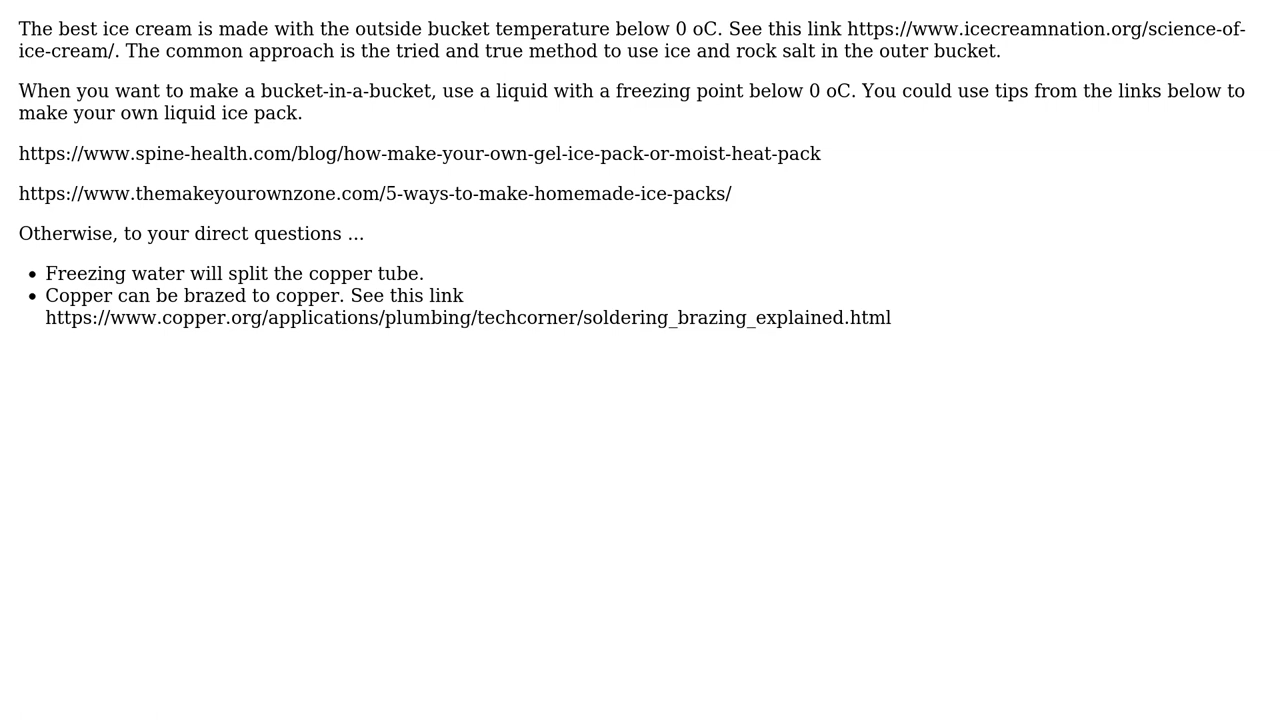 The best ice cream is made with the outside bucket temperature below 0 oC. See this link https://www.icecreamnation.org/science-of-
ice-cream/. The common approach is the tried and true method to use ice and rock salt in the outer bucket.
When you want to make a bucket-in-a-bucket, use a liquid with a freezing point below 0 oC. You could use tips from the links below to
make your own liquid ice pack.
https://www.spine-health.com/blog/how-make-your-own-gel-ice-pack-or-moist-heat-pack
https://www.themakeyourownzone.com/5-ways-to-make-homemade-ice-packs/
Otherwise, to your direct questions ...
• Freezing water will split the copper tube.
• Copper can be brazed to copper. See this link
https://www.copper.org/applications/plumbing/techcorner/soldering_brazing_explained.html